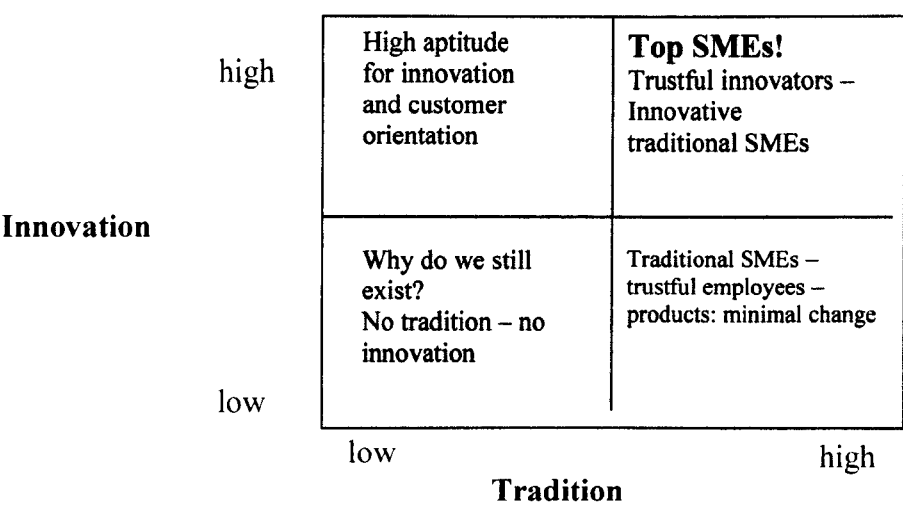 high
High aptitude
for innovation
and customer
orientation
Top SMEs!
Trustful innovators –
Innovative
traditional SMEs
Innovation
Why do we still
exist?
No tradition – no
innovation
Traditional SMEs –
trustful employees –
products: minimal change
low
low
high
Tradition